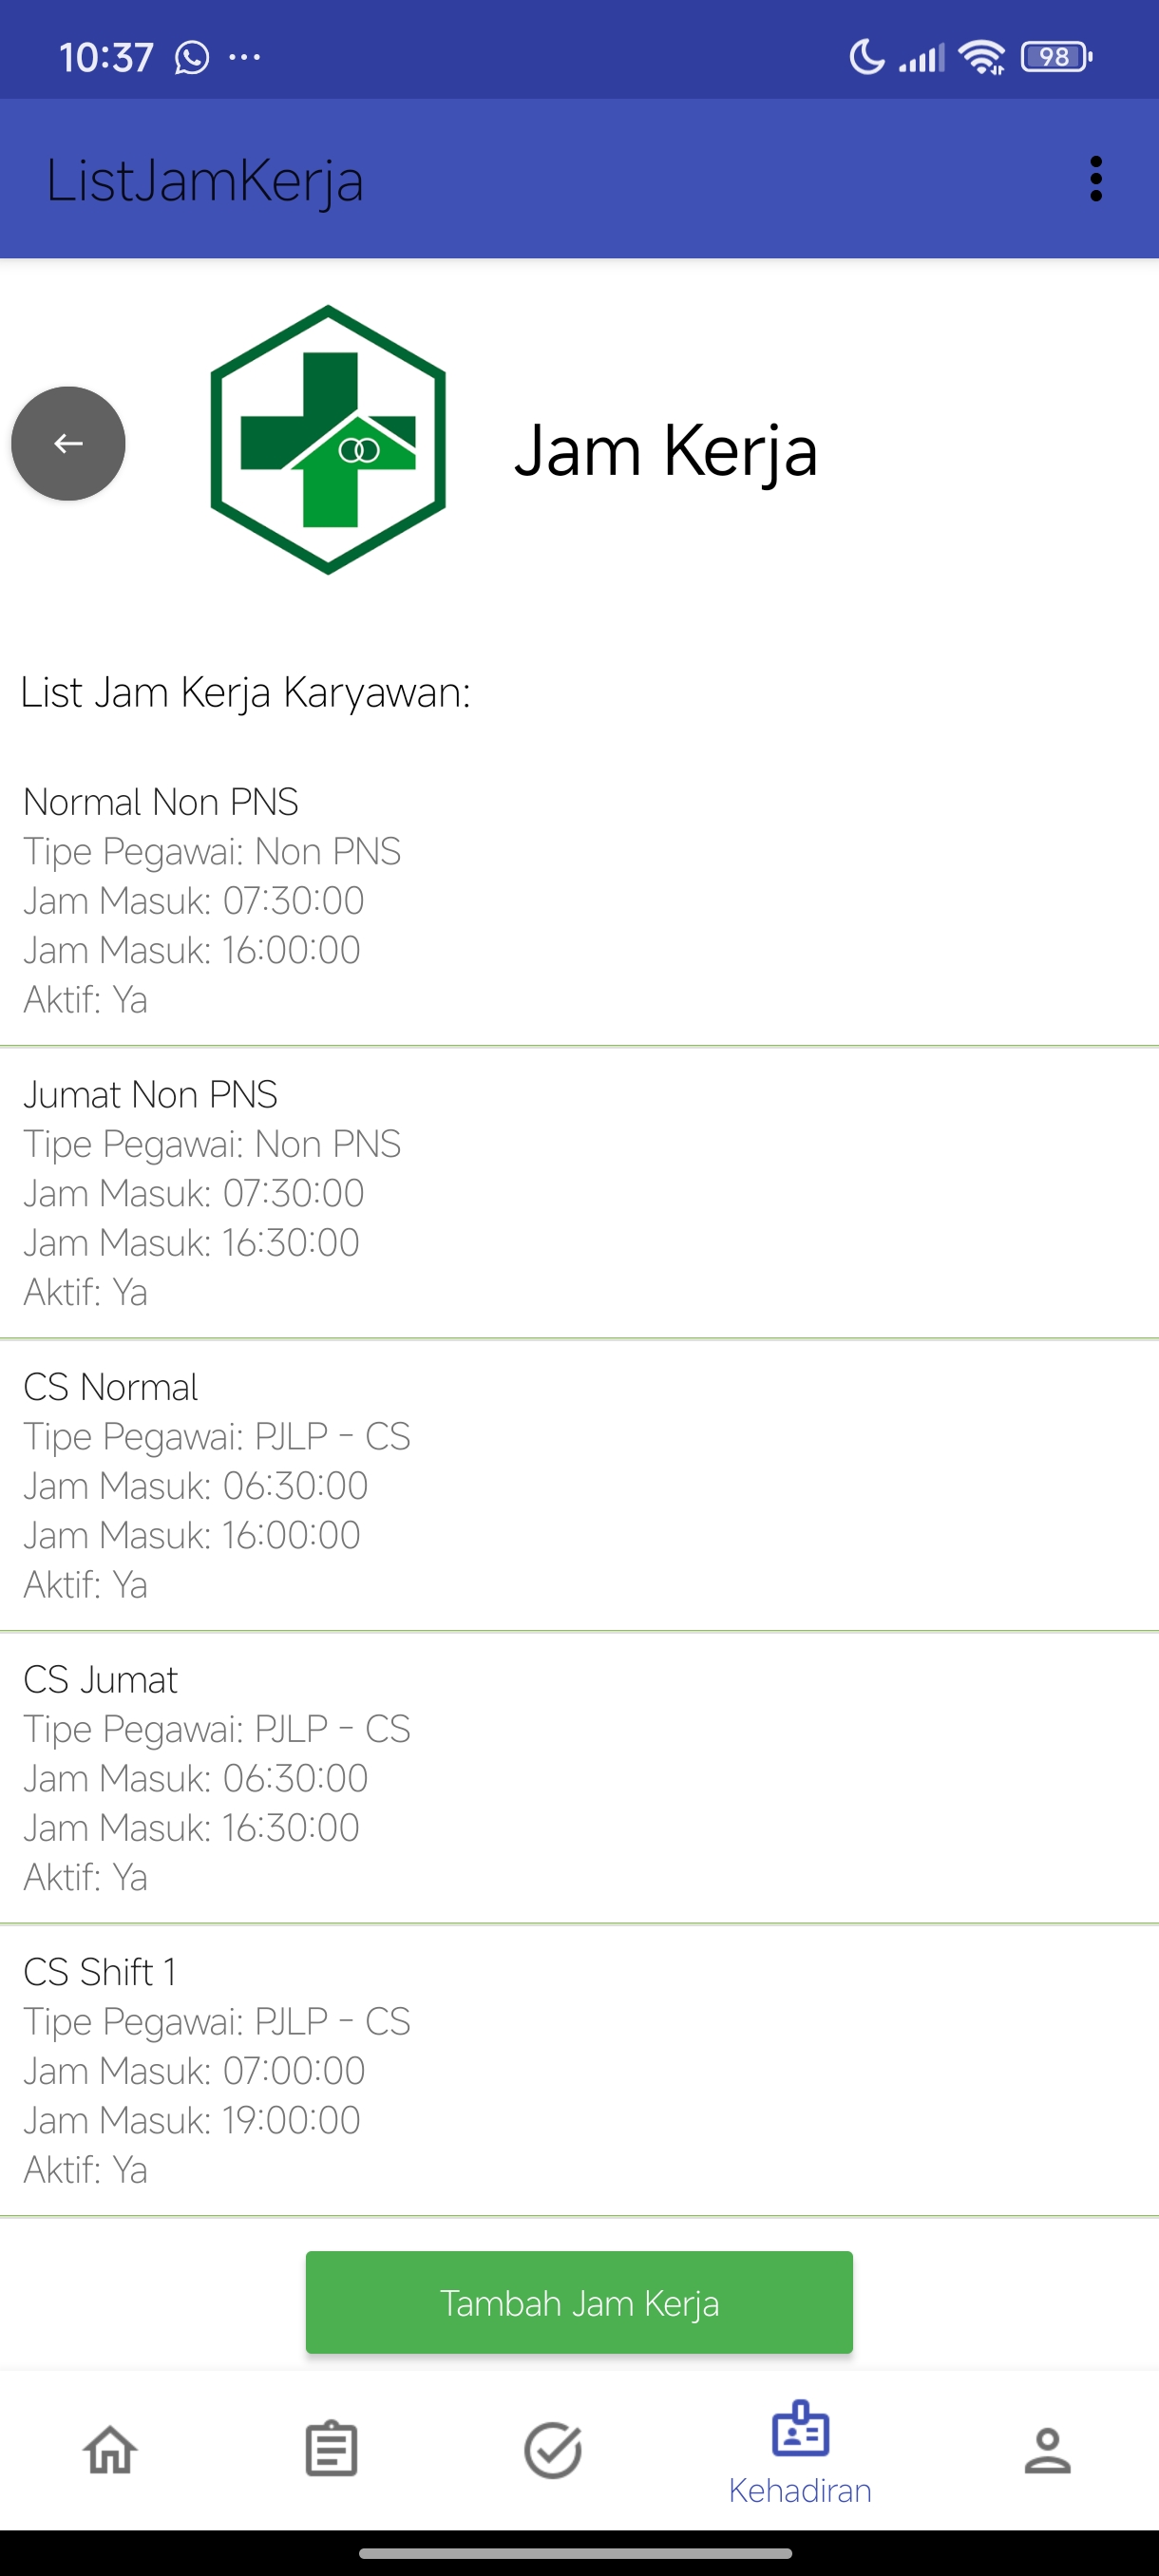 10:37
98
ListJamKerja
Jam Kerja
List Jam Kerja Karyawan:
Normal Non PNS
Tipe Pegawai: Non PNS
Jam Masuk: 07:30:00
Jam Masuk: 16:00:00
Aktif: Ya
Jumat Non PNS
Tipe Pegawai: Non PNS
Jam Masuk: 07:30:00
Jam Masuk: 16:30:00
Aktif: Ya
CS Normal
Tipe Pegawai: PJLP - CS
Jam Masuk: 06:30:00
Jam Masuk: 16:00:00
Aktif: Ya
CS Jumat
Tipe Pegawai: PJLP - CS
Jam Masuk: 06:30:00
Jam Masuk: 16:30:00
Aktif: Ya
CS Shift 1
Tipe Pegawai: PJLP - CS
Jam Masuk: 07:00:00
Jam Masuk: 19:00:00
Aktif: Ya
Tambah Jam Kerja
Kehadiran